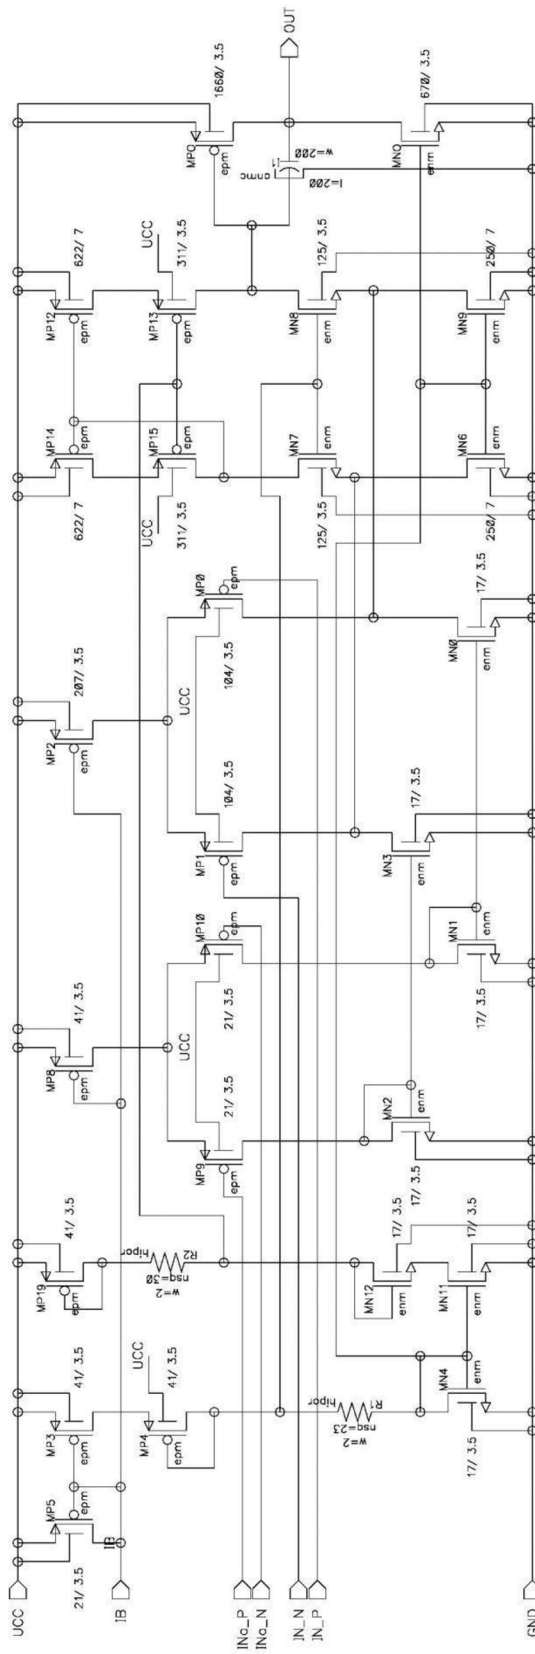 UCC
IB
INa_P
INa_N
IN_N
IN_P
GND
IB
MP5
epm
21/ 3.5
MP3
epm
41/ 3.5
MP4
epm
UCC
41/ 3.5
hipor
R1
nsq=23
w=2
MN4
enm
17/ 3.5
MP19
epm
41/ 3.5
hipor
R2
nsq=30
w=2
MN12
enm
17/ 3.5
MN11
enm
17/ 3.5
MP8
epm
41/ 3.5
MP9
epm
21/ 3.5
UCC
MP10
epm
21/ 3.5
MN2
enm
17/ 3.5
MN1
enm
17/ 3.5
MP2
epm
207/ 3.5
MP1
epm
104/ 3.5
UCC
MP0
epm
104/ 3.5
MN3
enm
17/ 3.5
MN0
enm
17/ 3.5
MP14
epm
622/ 7
MP15
epm
UCC
311/ 3.5
MN7
enm
125/ 3.5
MN6
enm
250/ 7
MP12
epm
622/ 7
MP13
epm
UCC
311/ 3.5
MN8
enm
125/ 3.5
MN9
enm
250/ 7
MPO
epm
1660/ 3.5
w=200
I1
l=200
MNO
enm
670/ 3.5
OUT